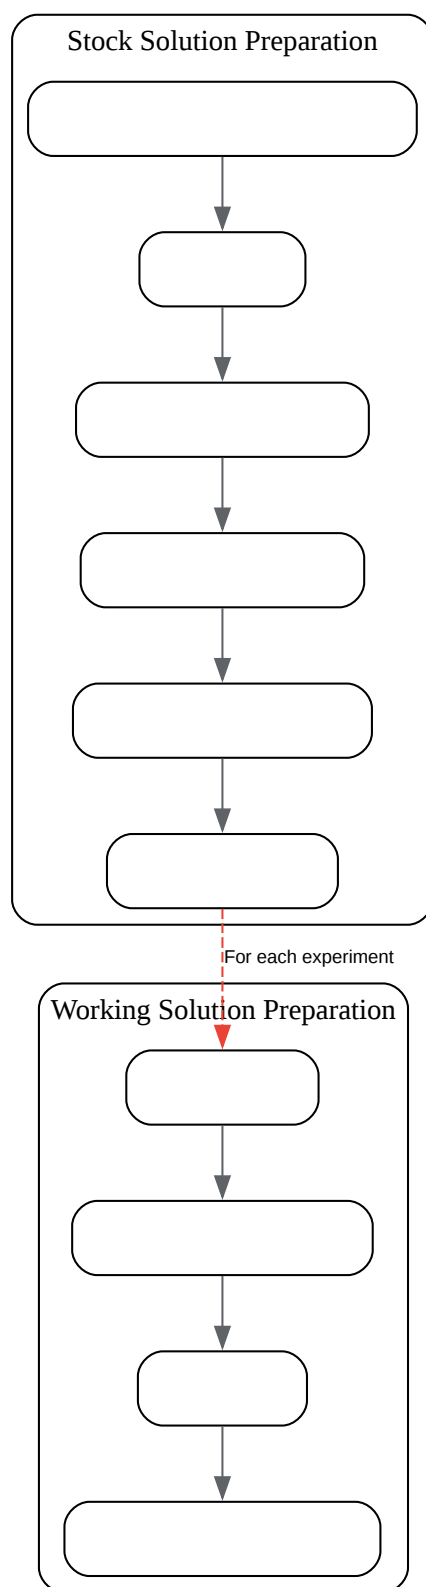 Stock Solution Preparation
For each experiment
Working Solution Preparation